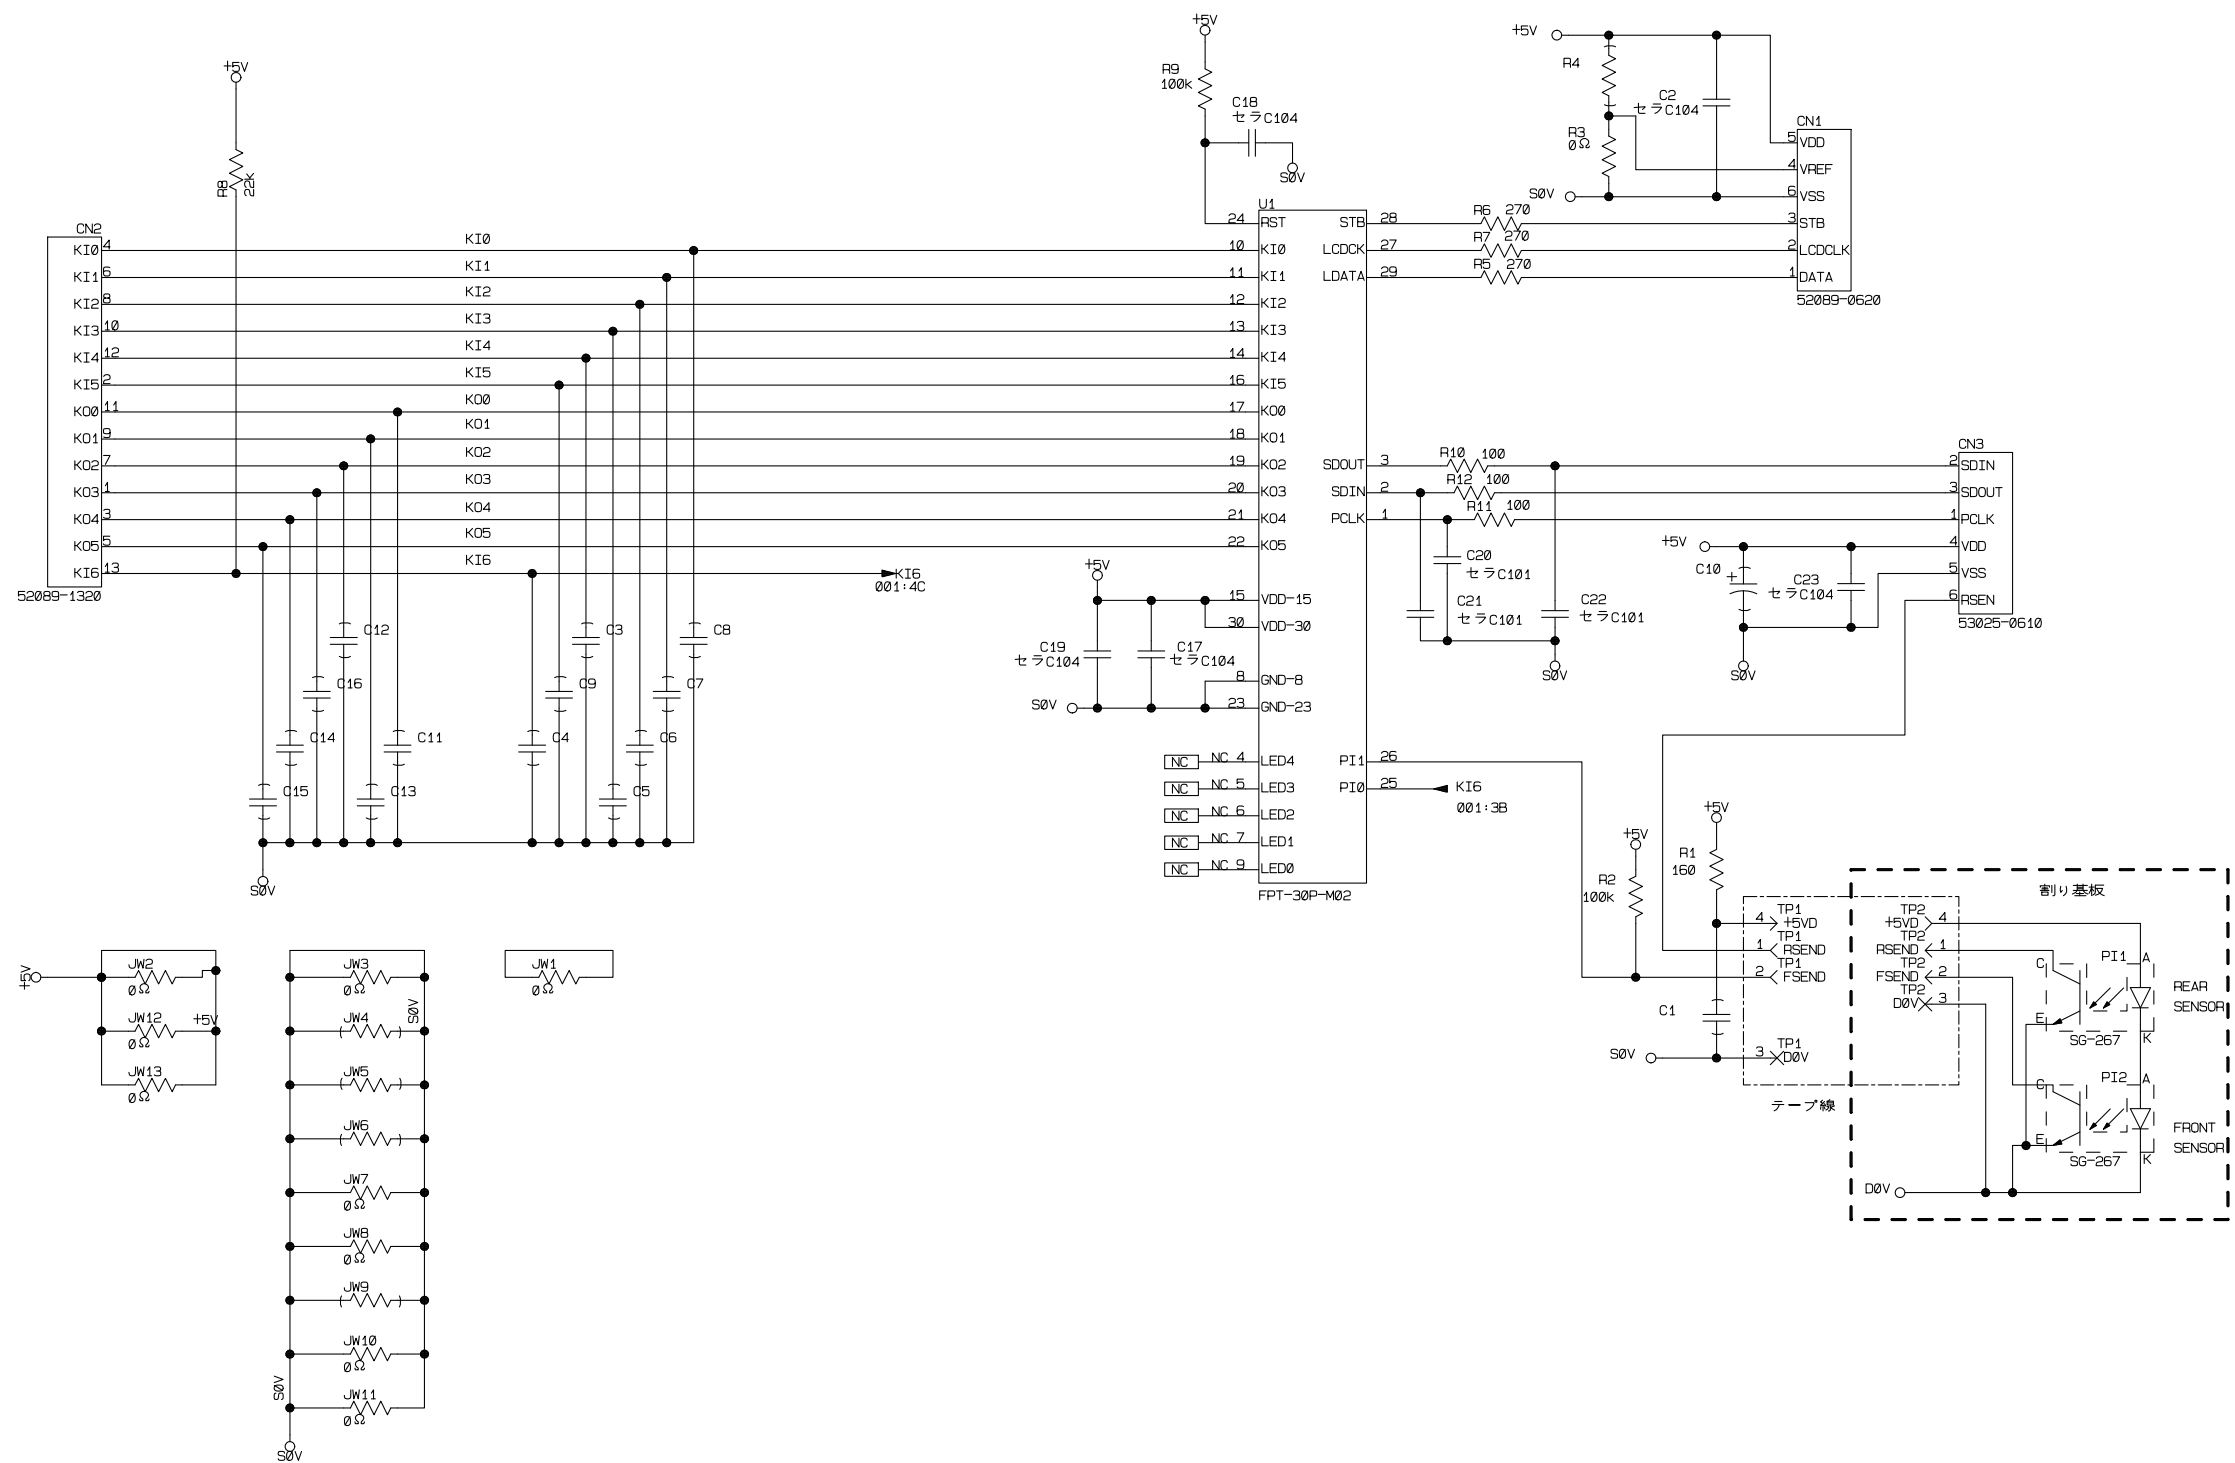 +5V
R8
22K
CN2
KI0 4
KI1 6
KI2 8
KI3 10
KI4 12
KI5 2
KO0 11
KO1 9
KO2 7
KO3 1
KO4 3
KO5 5
KI6 13
52089-1320
KI0
KI1
KI2
KI3
KI4
KI5
KO0
KO1
KO2
KO3
KO4
KO5
KI6
KI6
001:4C
C12
C3
C8
C16
C9
C7
C14
C11
C4
C6
C15
C13
C5
S0V
+5V
R9
100k
C18
セラC104
S0V
U1
24 RST
10 KI0
11 KI1
12 KI2
13 KI3
14 KI4
16 KI5
17 KO0
18 KO1
19 KO2
20 KO3
21 KO4
22 KO5
15 VDD-15
30 VDD-30
8 GND-8
23 GND-23
NC NC 4 LED4
NC NC 5 LED3
NC NC 6 LED2
NC NC 7 LED1
NC NC 9 LED0
FPT-30P-M02
+5V
C19
セラC104
C17
セラC104
S0V
STB 28
LCDCK 27
LDATA 29
SDOUT 3
SDIN 2
PCLK 1
PI1 26
PI0 25
KI6
001:3B
R6 270
R7 270
R5 270
+5V
R4
R3
0Ω
C2
セラC104
S0V
CN1
5 VDD
4 VREF
6 VSS
3 STB
2 LCDCLK
1 DATA
52089-0620
R10 100
R12 100
R11 100
C20
セラC101
C21
セラC101
C22
セラC101
S0V
CN3
2 SDIN
3 SDOUT
1 PCLK
4 VDD
5 VSS
6 RSEN
53025-0610
+5V
C10
+
C23
セラC104
S0V
+5V
R2
100k
+5V
R1
160
C1
S0V
TP1
4 +5VD
TP1
1 RSEND
TP1
2 FSEND
TP1
3 D0V
テープ線
割り基板
TP2
+5VD 4
TP2
RSEND 1
TP2
FSEND 2
TP2
D0V 3
PI1
C
A
E
K
SG-267
REAR
SENSOR
PI2
C
A
E
K
SG-267
FRONT
SENSOR
D0V
+5V
JW2
0Ω
JW12
0Ω
+5V
JW13
0Ω
JW3
0Ω
S0V
JW4
JW5
JW6
JW7
0Ω
JW8
0Ω
JW9
JW10
0Ω
S0V
JW11
0Ω
S0V
JW1
0Ω